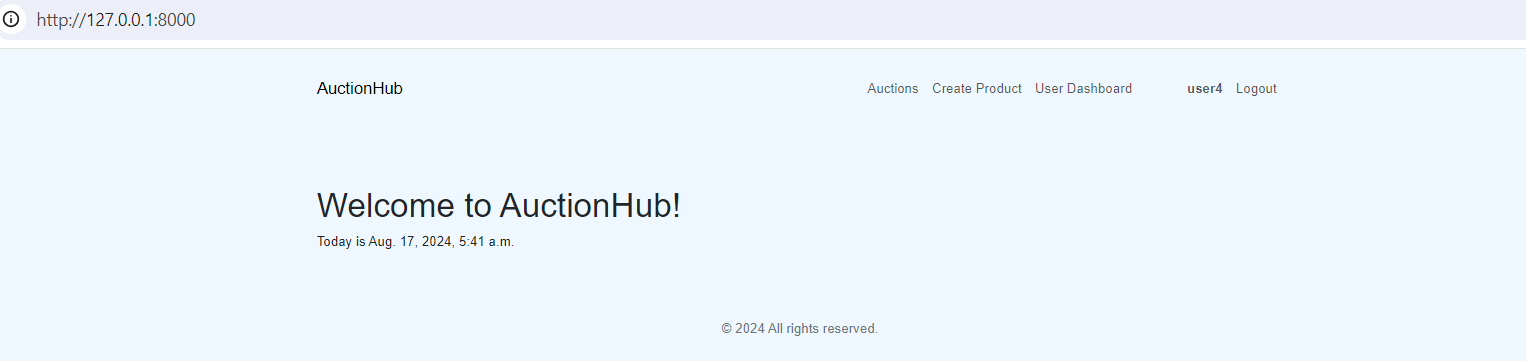 http://127.0.0.1:8000
AuctionHub Auctions Create Product User Dashboard user4 Logout
Welcome to AuctionHub!
Today is Aug. 17, 2024, 5:41 a.m.
© 2024 All rights reserved.